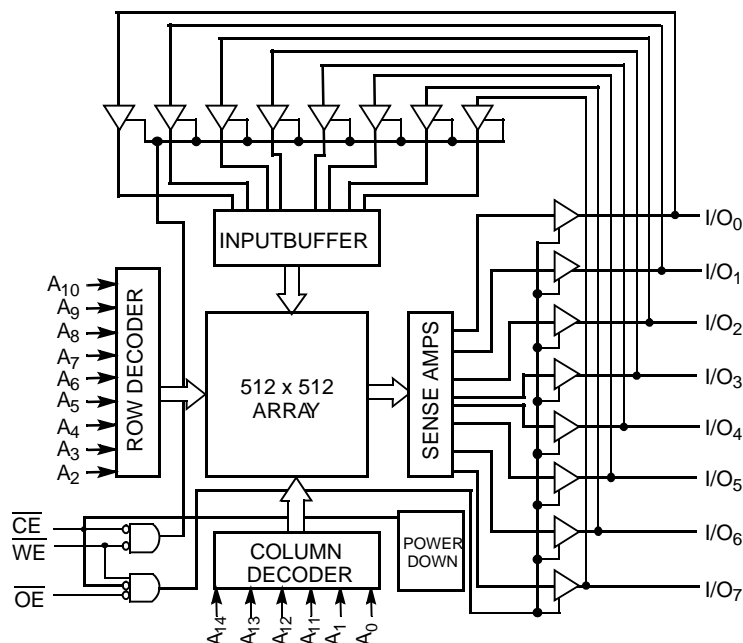 INPUTBUFFER
I/O0
I/O1
I/O2
I/O3
I/O4
I/O5
I/O6
I/O7
A10
A9
A8
A7
A6
A5
A4
A3
A2
ROW DECODER
512 x 512
ARRAY
SENSE AMPS
CE
WE
OE
COLUMN
DECODER
POWER
DOWN
A14
A13
A12
A11
A1
A0